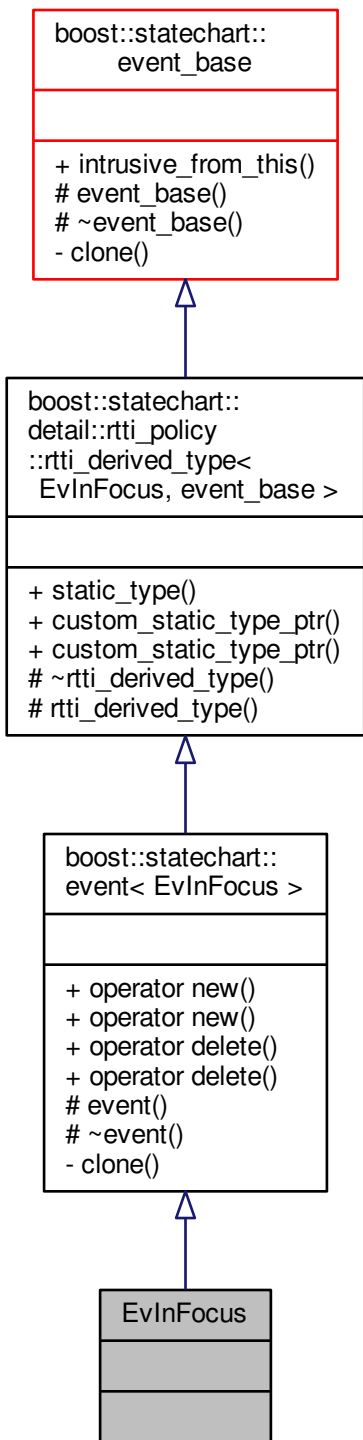 boost::statechart::
event_base
+ intrusive_from_this()
# event_base()
# ~event_base()
- clone()
boost::statechart::
detail::rtti_policy
::rtti_derived_type<
EvInFocus, event_base >
+ static_type()
+ custom_static_type_ptr()
+ custom_static_type_ptr()
# ~rtti_derived_type()
# rtti_derived_type()
boost::statechart::
event< EvInFocus >
+ operator new()
+ operator new()
+ operator delete()
+ operator delete()
# event()
# ~event()
- clone()
EvInFocus